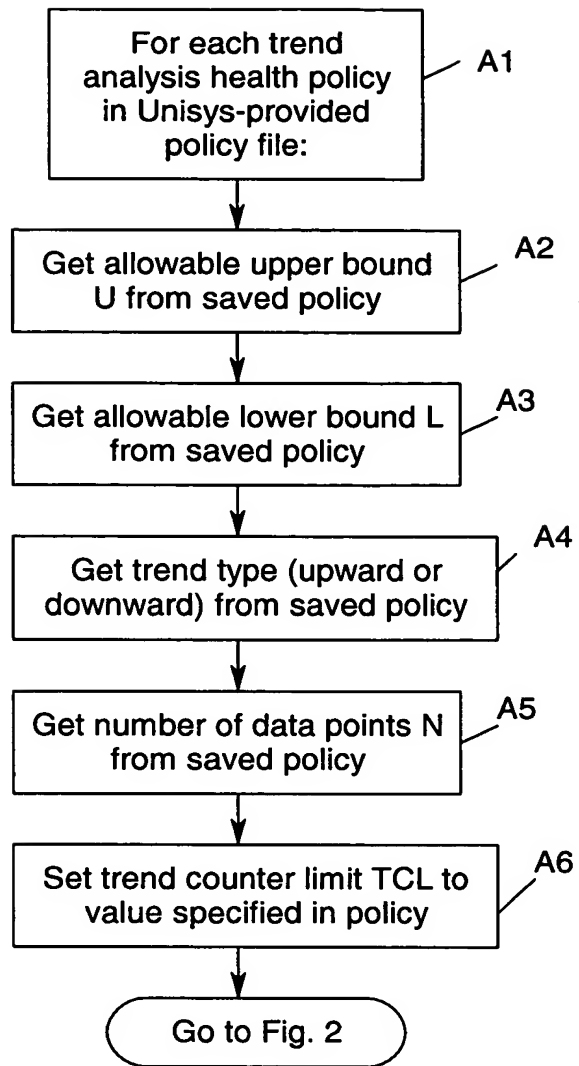 For each trend
analysis health policy
in Unisys-provided
policy file:
A1
Get allowable upper bound
U from saved policy
A2
Get allowable lower bound L
from saved policy
A3
Get trend type (upward or
downward) from saved policy
A4
Get number of data points N
from saved policy
A5
Set trend counter limit TCL to
value specified in policy
A6
Go to Fig. 2